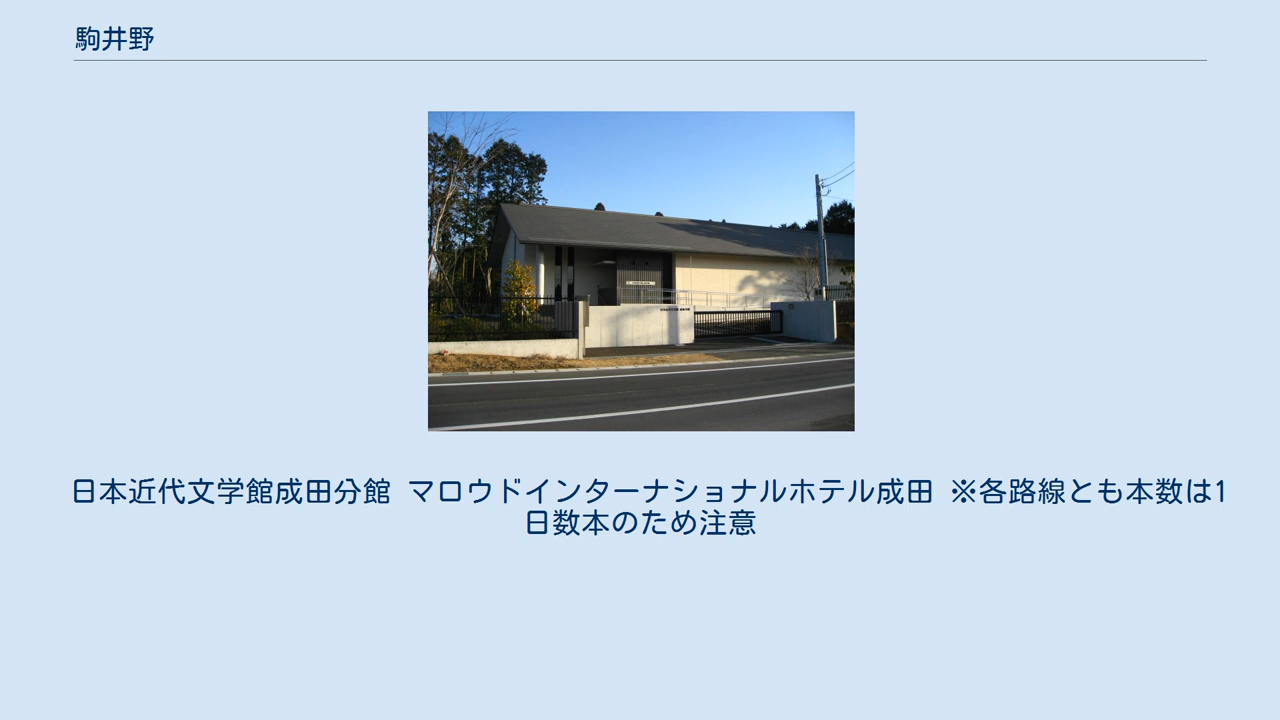 駒井野
日本近代文学館成田分館 マロウドインターナショナルホテル成田 ※各路線とも本数は1
日数本のため注意